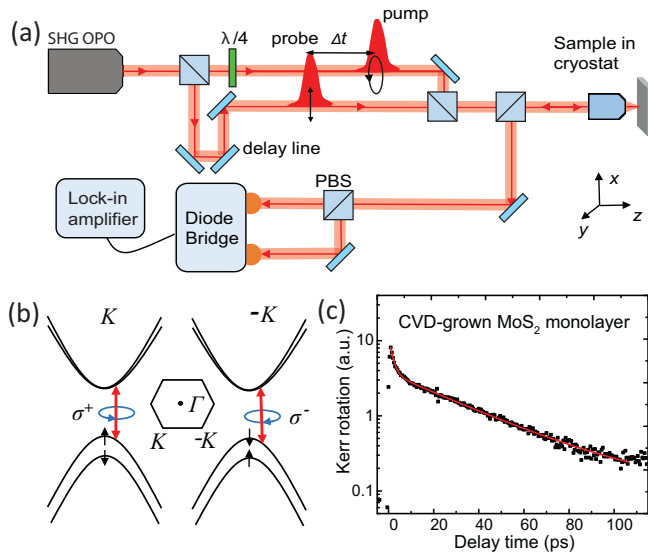 (a)
SHG OPO
λ/4
probe
Δt
pump
Sample in
cryostat
delay line
Lock-in
amplifier
Diode
Bridge
PBS
x
y
z
(b)
K
-K
σ+
Γ
σ-
K
-K
(c)
CVD-grown MoS2 monolayer
Kerr rotation (a.u.)
10
1
0.1
0
20
40
60
80
100
Delay time (ps)